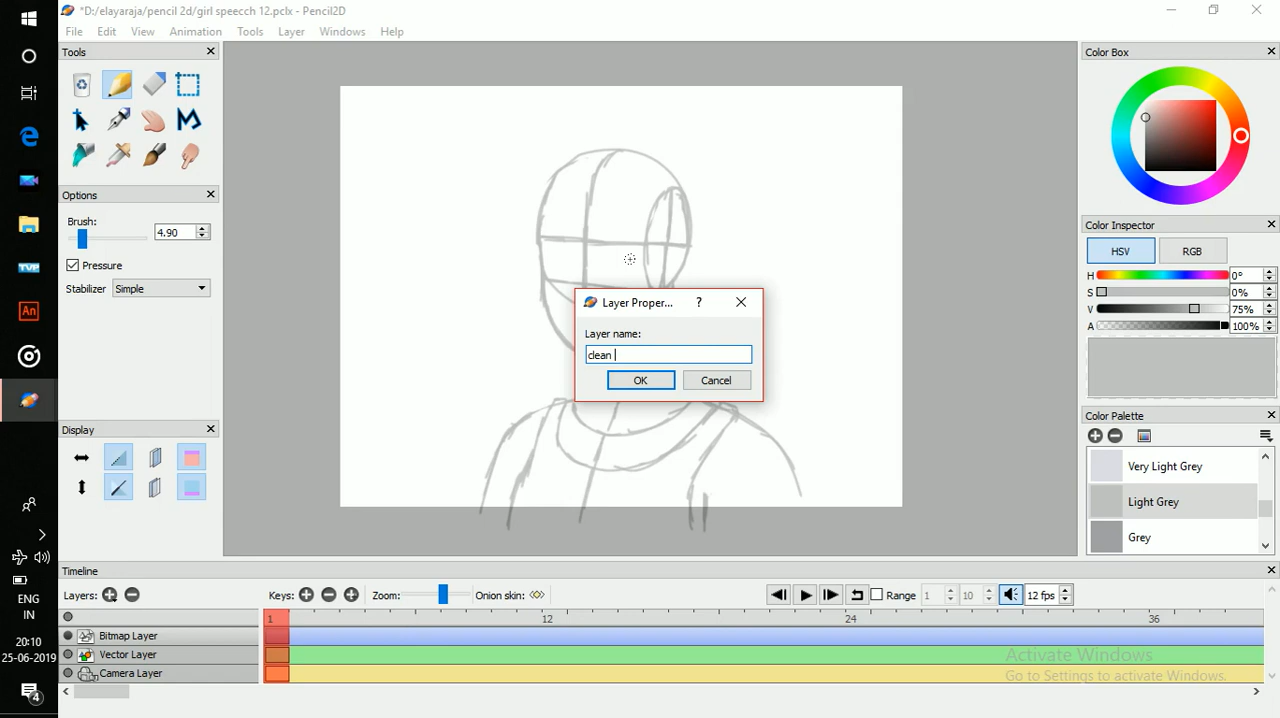 *D:/elayaraja/pencil 2d/girl speecch 12.pclx - Pencil2D
File Edit View Animation Tools Layer Windows Help
Tools
Options
Brush:
4.90
Pressure
Stabilizer Simple
Display
Layer Proper... ?
Layer name:
clean
OK Cancel
Color Box
Color Inspector
HSV RGB
H 0°
S 0%
V 75%
A 100%
Color Palette
Very Light Grey
Light Grey
Grey
Timeline
Layers: Keys: Zoom: Onion skin: Range 1 10 12 fps
1 12 24 36
Bitmap Layer
Vector Layer
Camera Layer
Activate Windows
Go to Settings to activate Windows.
TVP
An
ENG
IN
20:10
25-06-2019
4